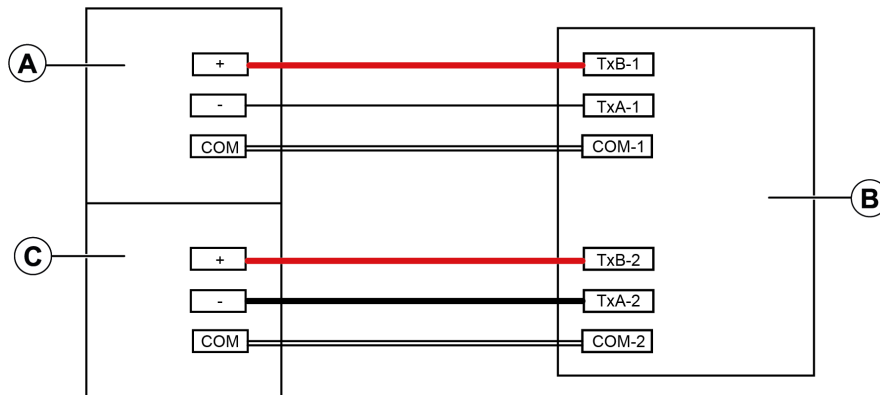 A
+
TxB-1
-
TxA-1
COM
COM-1
B
C
+
TxB-2
-
TxA-2
COM
COM-2